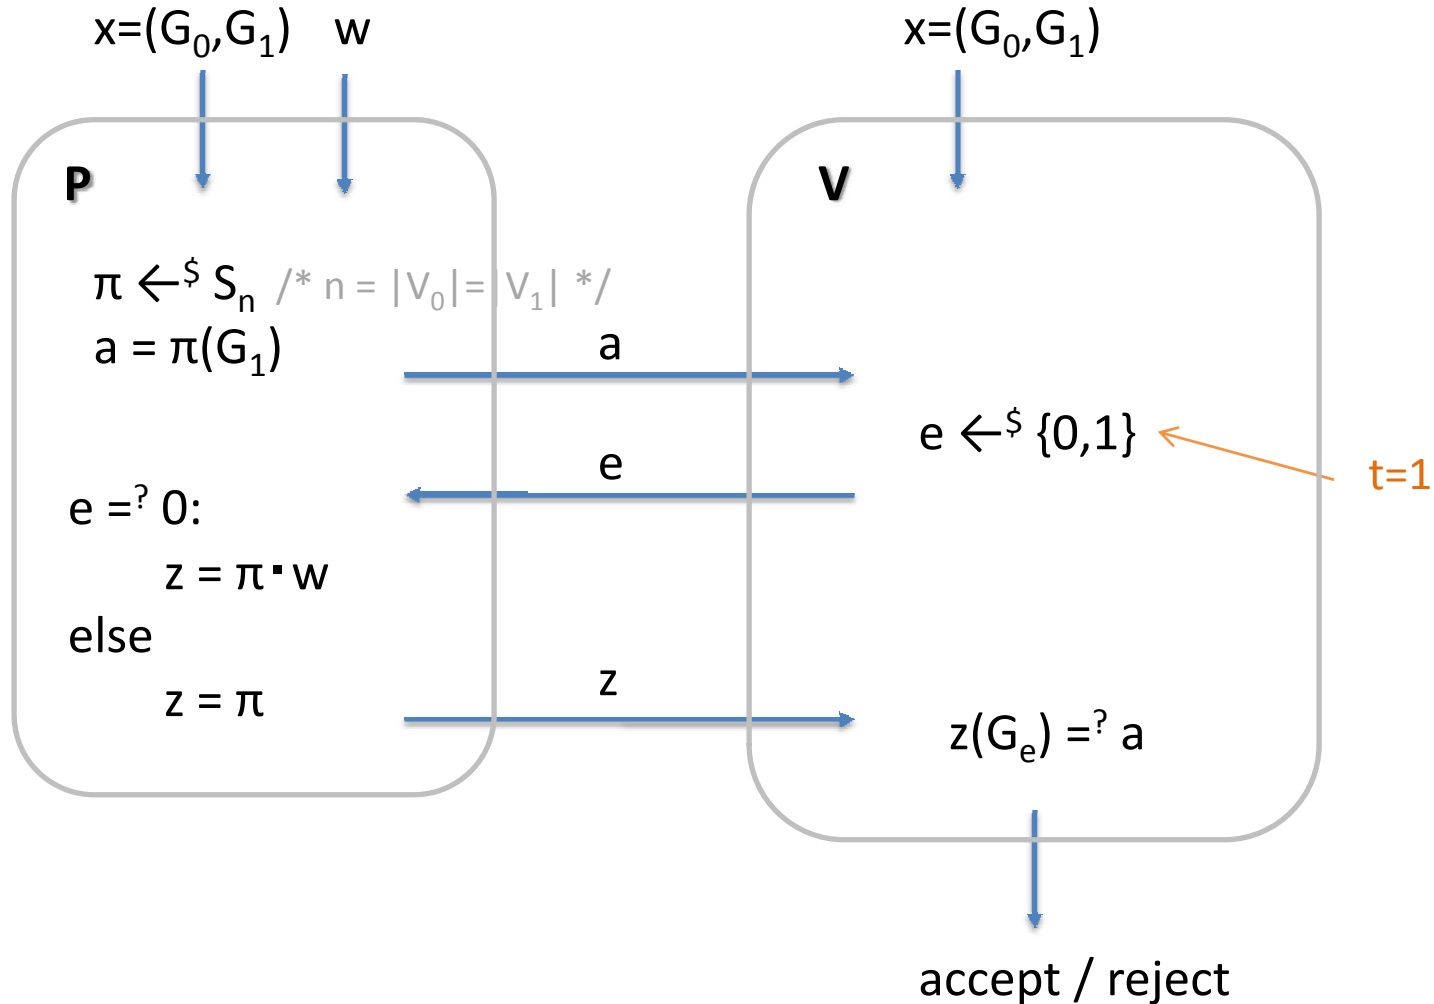 x=(G₀,G₁) w
x=(G₀,G₁)
P
V
π ←$ Sₙ /* n = |V₀|=|V₁| */
a = π(G₁)
a
e ←$ {0,1}
t=1
e
e =? 0:
z = π·w
else
z = π
z
z(Gₑ) =? a
accept / reject